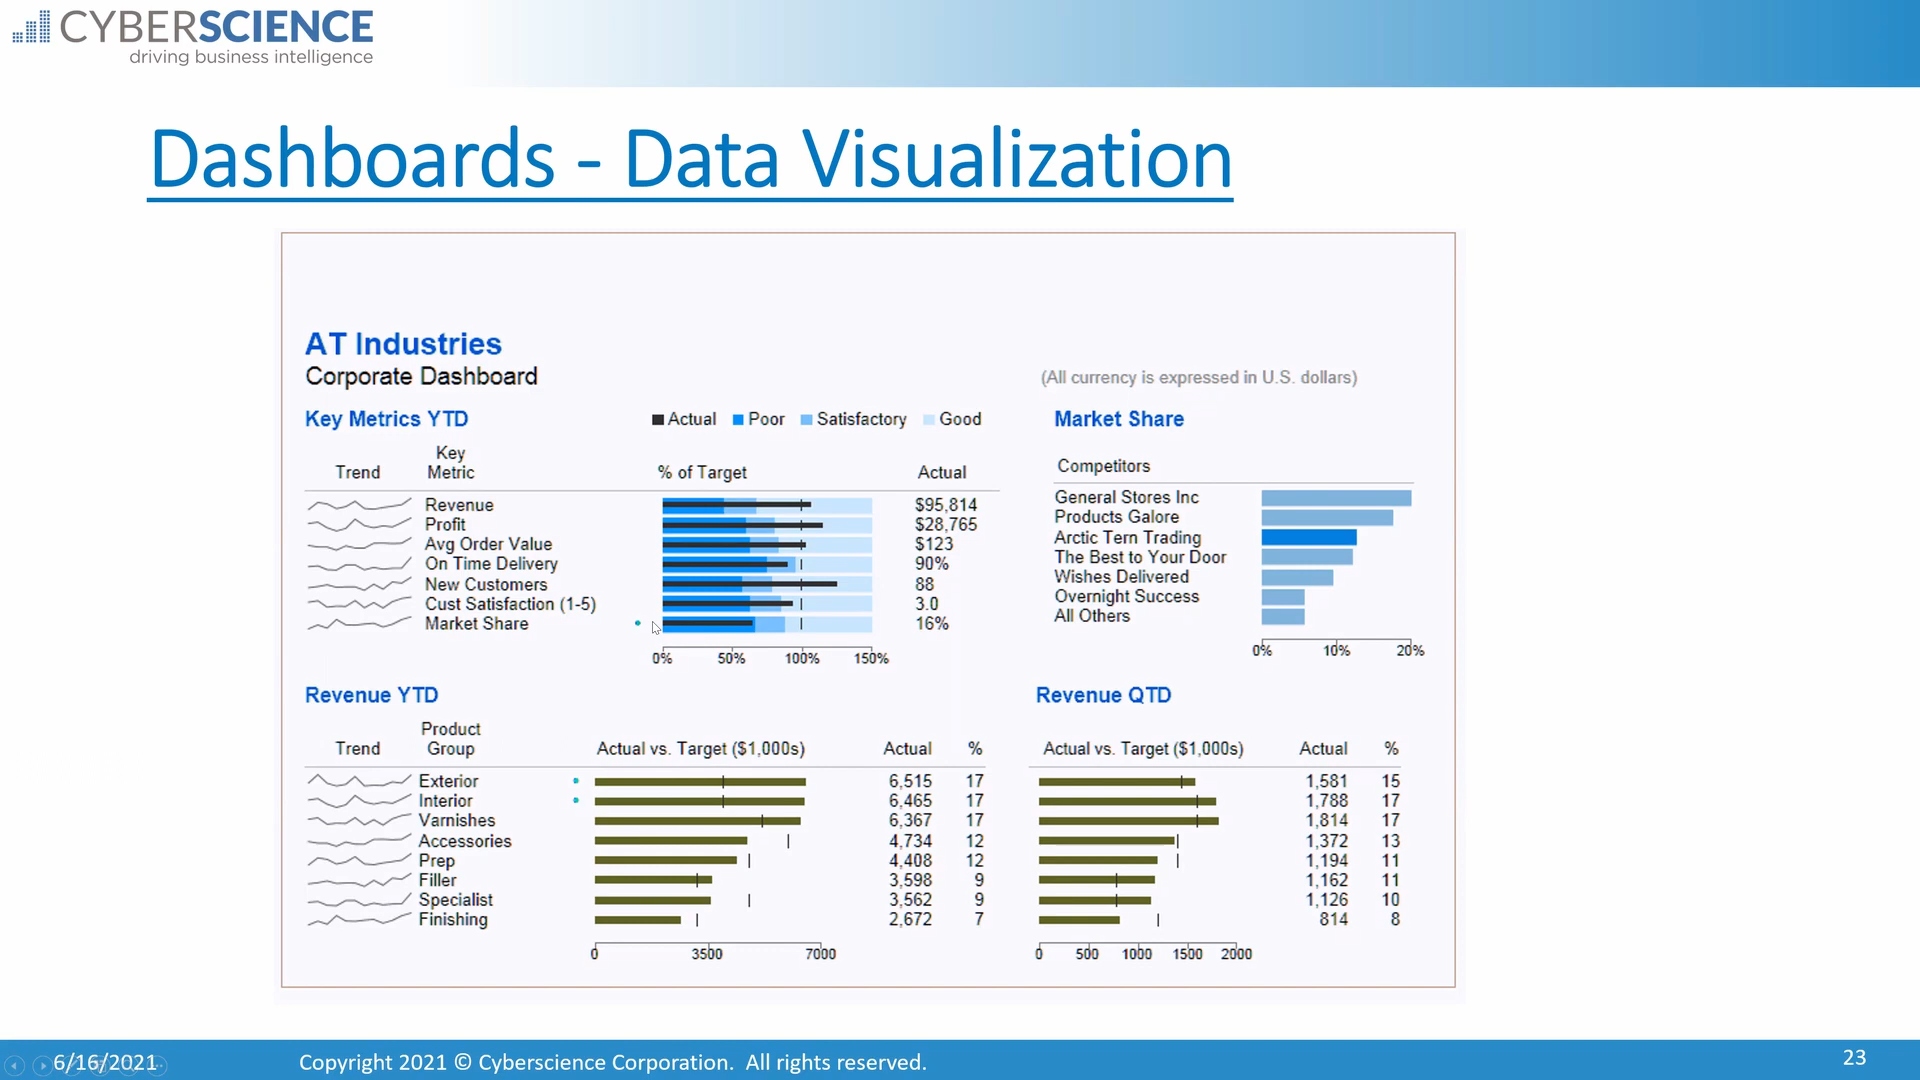 CYBERSCIENCE
driving business intelligence
Dashboards - Data Visualization
AT Industries
Corporate Dashboard
(All currency is expressed in U.S. dollars)
Key Metrics YTD
Actual Poor Satisfactory Good
Trend Key Metric % of Target Actual
Revenue $95,814
Profit $28,765
Avg Order Value $123
On Time Delivery 90%
New Customers 88
Cust Satisfaction (1-5) 3.0
Market Share 16%
0% 50% 100% 150%
Market Share
Competitors
General Stores Inc
Products Galore
Arctic Tern Trading
The Best to Your Door
Wishes Delivered
Overnight Success
All Others
0% 10% 20%
Revenue YTD
Trend Product Group Actual vs. Target ($1,000s) Actual %
Exterior 6,515 17
Interior 6,465 17
Varnishes 6,367 17
Accessories 4,734 12
Prep 4,408 12
Filler 3,598 9
Specialist 3,562 9
Finishing 2,672 7
0 3500 7000
Revenue QTD
Actual vs. Target ($1,000s) Actual %
1,581 15
1,788 17
1,814 17
1,372 13
1,194 11
1,162 11
1,126 10
814 8
0 500 1000 1500 2000
6/16/2021
Copyright 2021 © Cyberscience Corporation. All rights reserved.
23